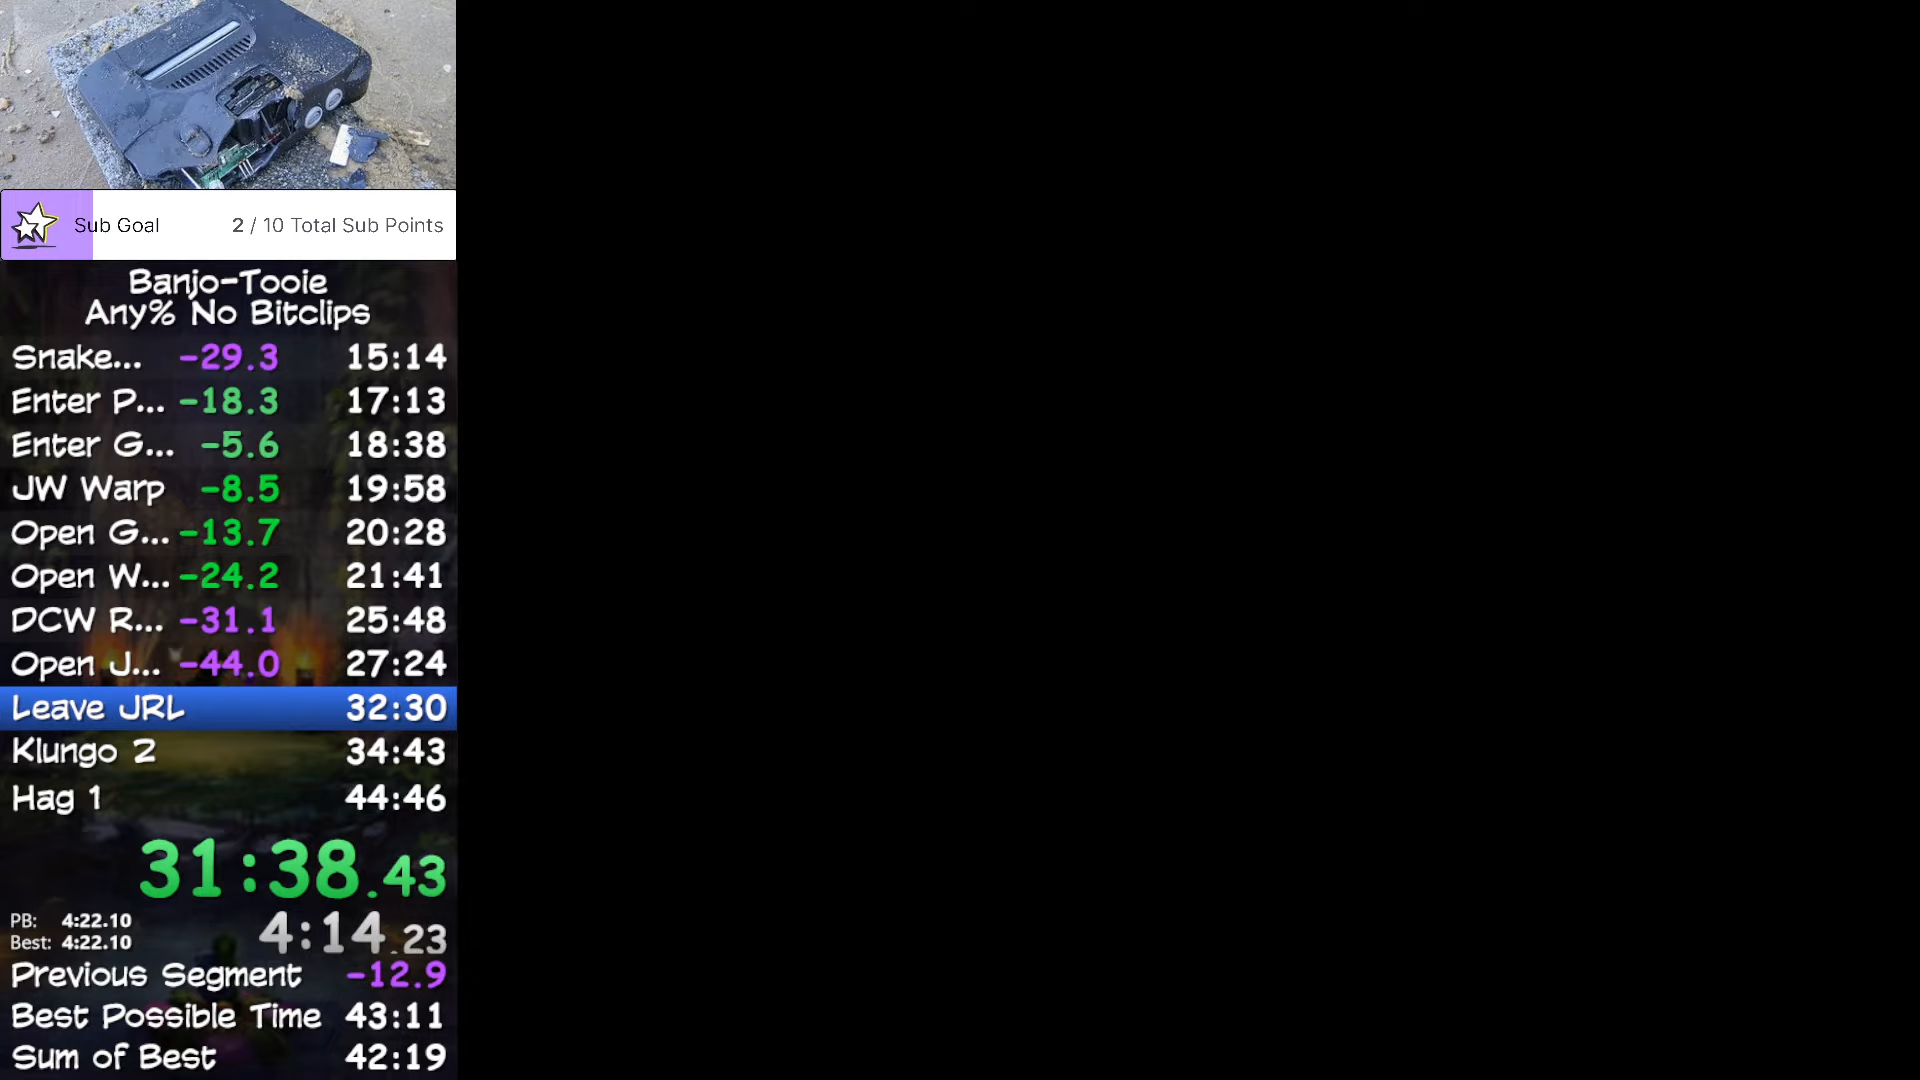 Sub Goal 2 / 10 Total Sub Points
Banjo-Tooie
Any% No Bitclips
Snake... -29.3 15:14
Enter P... -18.3 17:13
Enter G... -5.6 18:38
JW Warp -8.5 19:58
Open G... -13.7 20:28
Open W... -24.2 21:41
DCW R... -31.1 25:48
Open J... -44.0 27:24
Leave JRL 32:30
Klungo 2 34:43
Hag 1 44:46
31:38.43
PB: 4:22.10
Best: 4:22.10
4:14.23
Previous Segment -12.9
Best Possible Time 43:11
Sum of Best 42:19